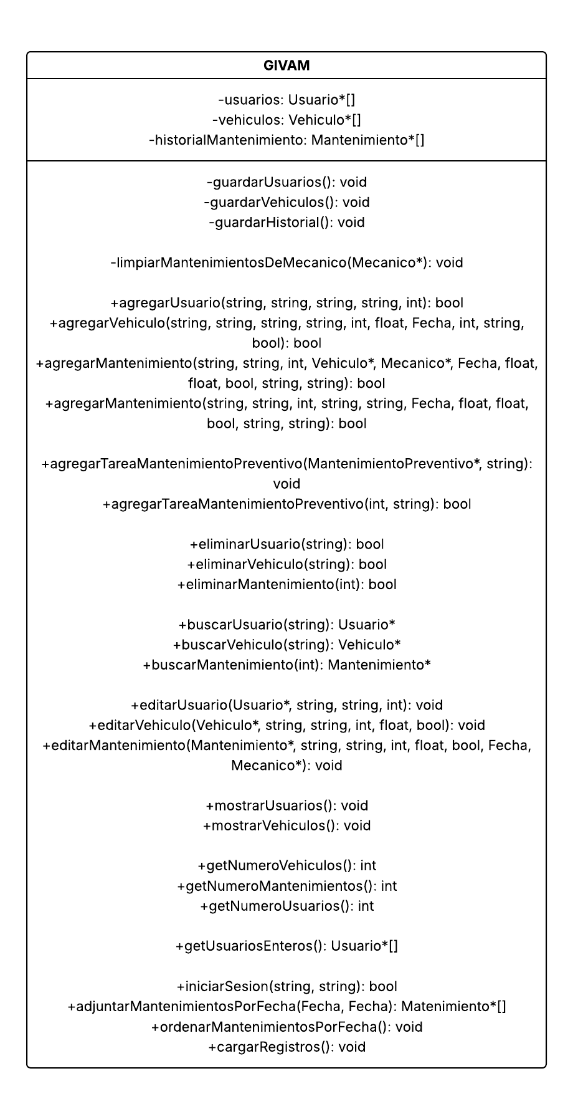 GIVAM
-usuarios: Usuario*[]
-vehiculos: Vehiculo*[]
-historialMantenimiento: Mantenimiento*[]
-guardarUsuarios(): void
-guardarVehiculos(): void
-guardarHistorial(): void
-limpiarMantenimientosDeMecanico(Mecanico*): void
+agregarUsuario(string, string, string, string, int): bool
+agregarVehiculo(string, string, string, string, int, float, Fecha, int, string,
bool): bool
+agregarMantenimiento(string, string, int, Vehiculo*, Mecanico*, Fecha, float,
float, bool, string, string): bool
+agregarMantenimiento(string, string, int, string, string, Fecha, float, float,
bool, string, string): bool
+agregarTareaMantenimientoPreventivo(MantenimientoPreventivo*, string):
void
+agregarTareaMantenimientoPreventivo(int, string): bool
+eliminarUsuario(string): bool
+eliminarVehiculo(string): bool
+eliminarMantenimiento(int): bool
+buscarUsuario(string): Usuario*
+buscarVehiculo(string): Vehiculo*
+buscarMantenimiento(int): Mantenimiento*
+editarUsuario(Usuario*, string, string, int): void
+editarVehiculo(Vehiculo*, string, string, int, float, bool): void
+editarMantenimiento(Mantenimiento*, string, string, int, float, bool, Fecha,
Mecanico*): void
+mostrarUsuarios(): void
+mostrarVehiculos(): void
+getNumeroVehiculos(): int
+getNumeroMantenimientos(): int
+getNumeroUsuarios(): int
+getUsuariosEnteros(): Usuario*[]
+iniciarSesion(string, string): bool
+adjuntarMantenimientosPorFecha(Fecha, Fecha): Matenimiento*[]
+ordenarMantenimientosPorFecha(): void
+cargarRegistros(): void